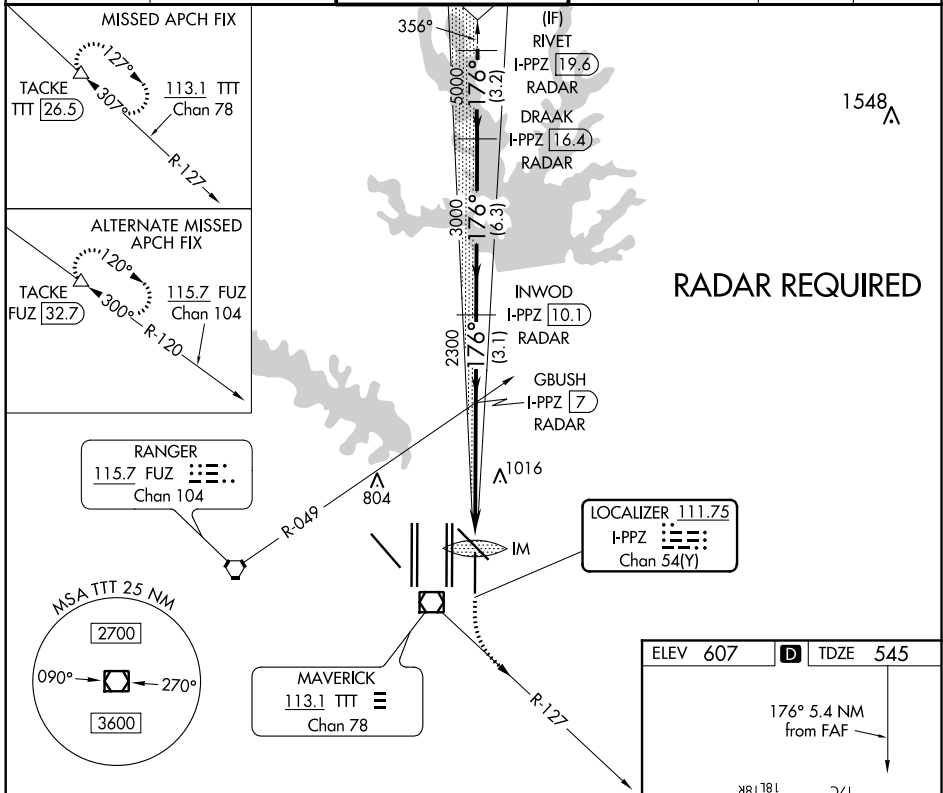 MISSED APCH FIX
127°
TACKE
TTT 26.5
307°
113.1 TTT
Chan 78
R-127
ALTERNATE MISSED
APCH FIX
120°
TACKE
FUZ 32.7
300°
115.7 FUZ
Chan 104
R-120
356°
(IF)
RIVET
I-PPZ 19.6
RADAR
5000
176°
(3.2)
DRAAK
I-PPZ 16.4
RADAR
1548
3000
176°
(6.3)
RADAR REQUIRED
INWOD
I-PPZ 10.1
RADAR
2300
176°
(3.1)
GBUSH
I-PPZ 7
RADAR
RANGER
115.7 FUZ
Chan 104
R-049
804
1016
IM
LOCALIZER 111.75
I-PPZ
Chan 54(Y)
MSA TTT 25 NM
2700
090°
270°
3600
MAVERICK
113.1 TTT
Chan 78
R-127
ELEV 607
D
TDZE 545
176° 5.4 NM
from FAF
18L
18R
17C